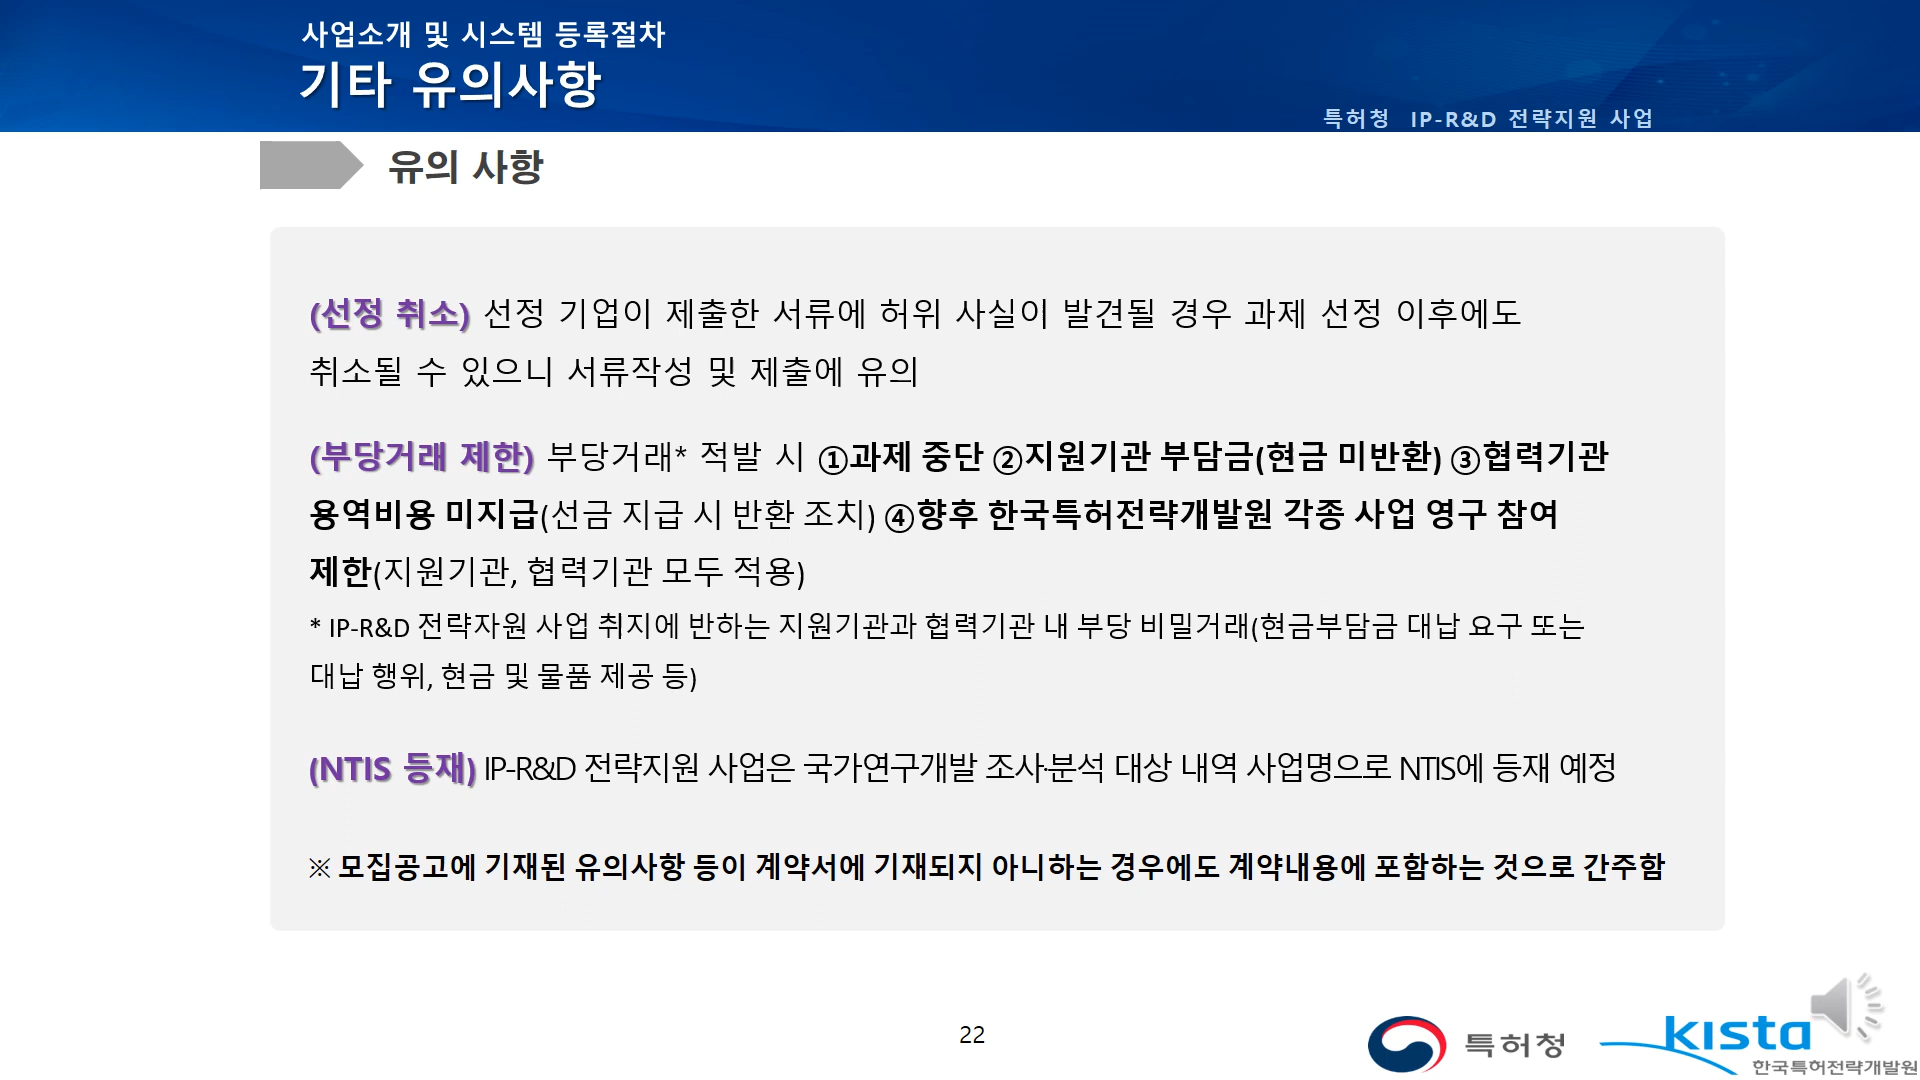 사업소개 및 시스템 등록절차
기타 유의사항
특허청 IP-R&D 전략지원 사업
유의 사항
(선정 취소) 선정 기업이 제출한 서류에 허위 사실이 발견될 경우 과제 선정 이후에도
취소될 수 있으니 서류작성 및 제출에 유의
(부당거래 제한) 부당거래* 적발 시 ①과제 중단 ②지원기관 부담금(현금 미반환) ③협력기관
용역비용 미지급(선금 지급 시 반환 조치) ④향후 한국특허전략개발원 각종 사업 영구 참여
제한(지원기관, 협력기관 모두 적용)
* IP-R&D 전략자원 사업 취지에 반하는 지원기관과 협력기관 내 부당 비밀거래(현금부담금 대납 요구 또는
대납 행위, 현금 및 물품 제공 등)
(NTIS 등재) IP-R&D 전략지원 사업은 국가연구개발 조사·분석 대상 내역 사업명으로 NTIS에 등재 예정
※ 모집공고에 기재된 유의사항 등이 계약서에 기재되지 아니하는 경우에도 계약내용에 포함하는 것으로 간주함
22
특허청
kista
한국특허전략개발원